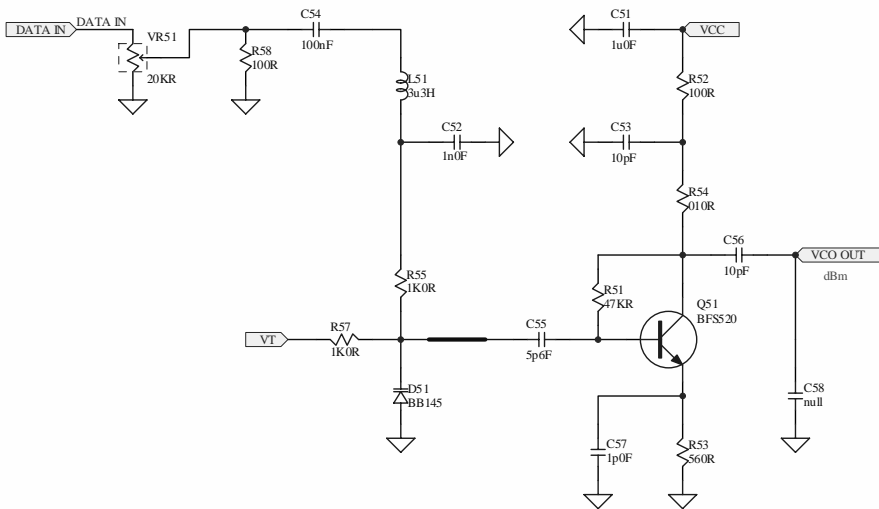 DATA IN
DATA IN
VR51
20KR
R58
100R
C54
100nF
L51
3u3H
C52
1n0F
C51
1u0F
VCC
R52
100R
C53
10pF
R54
010R
C56
10pF
VCO OUT
dBm
R55
1K0R
R51
47KR
Q51
BFS520
VT
R57
1K0R
C55
5p6F
D51
BB145
C58
null
C57
1p0F
R53
560R